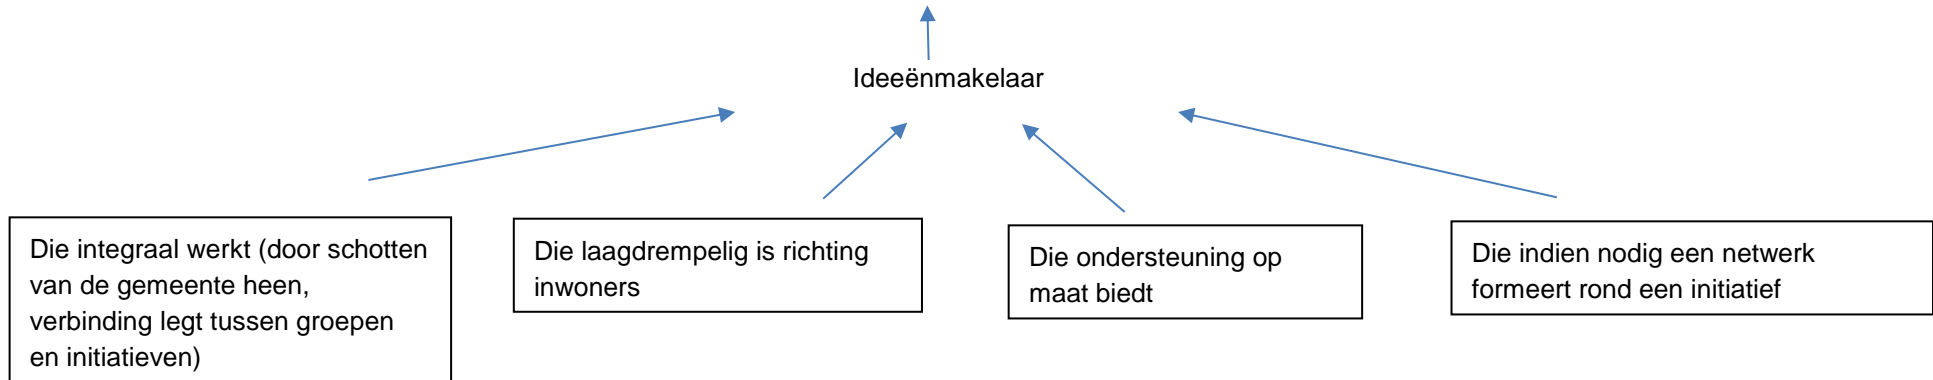 Ideeënmakelaar
Die integraal werkt (door schotten
van de gemeente heen,
verbinding legt tussen groepen
en initiatieven)
Die laagdrempelig is richting
inwoners
Die ondersteuning op
maat biedt
Die indien nodig een netwerk
formeert rond een initiatief